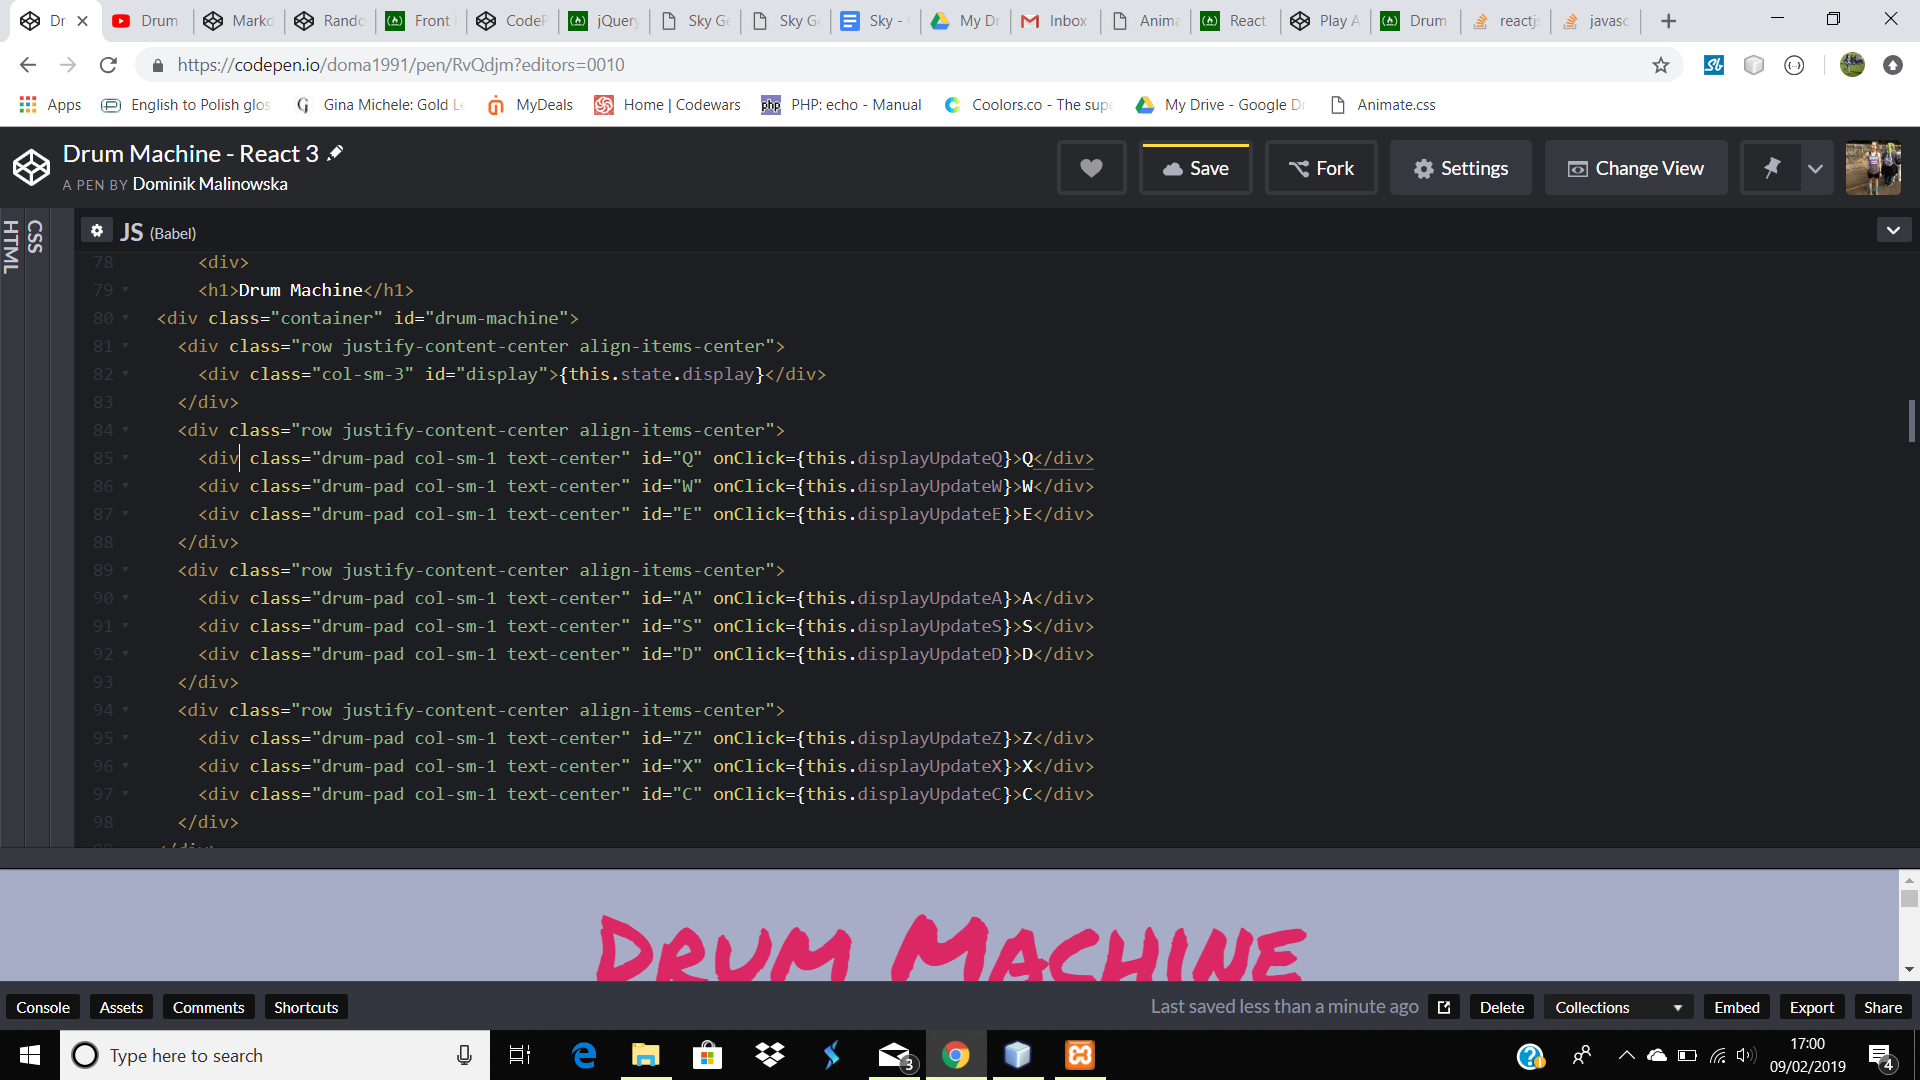 Dr
Drum
Markd
Rando
Front
CodeP
jQuery
Sky Ge
Sky Ge
Sky -
My Dr
Inbox
Anima
React
Play A
Drum
reactjs
javasc
https://codepen.io/doma1991/pen/RvQdjm?editors=0010
Apps
English to Polish glos
Gina Michele: Gold Le
MyDeals
Home | Codewars
php
PHP: echo - Manual
Coolors.co - The supe
My Drive - Google Dr
Animate.css
Drum Machine - React 3
A PEN BY Dominik Malinowska
Save
Fork
Settings
Change View
HTML
CSS
JS (Babel)
78 <div>
79 <h1>Drum Machine</h1>
80 <div class="container" id="drum-machine">
81 <div class="row justify-content-center align-items-center">
82 <div class="col-sm-3" id="display">{this.state.display}</div>
83 </div>
84 <div class="row justify-content-center align-items-center">
85 <div class="drum-pad col-sm-1 text-center" id="Q" onClick={this.displayUpdateQ}>Q</div>
86 <div class="drum-pad col-sm-1 text-center" id="W" onClick={this.displayUpdateW}>W</div>
87 <div class="drum-pad col-sm-1 text-center" id="E" onClick={this.displayUpdateE}>E</div>
88 </div>
89 <div class="row justify-content-center align-items-center">
90 <div class="drum-pad col-sm-1 text-center" id="A" onClick={this.displayUpdateA}>A</div>
91 <div class="drum-pad col-sm-1 text-center" id="S" onClick={this.displayUpdateS}>S</div>
92 <div class="drum-pad col-sm-1 text-center" id="D" onClick={this.displayUpdateD}>D</div>
93 </div>
94 <div class="row justify-content-center align-items-center">
95 <div class="drum-pad col-sm-1 text-center" id="Z" onClick={this.displayUpdateZ}>Z</div>
96 <div class="drum-pad col-sm-1 text-center" id="X" onClick={this.displayUpdateX}>X</div>
97 <div class="drum-pad col-sm-1 text-center" id="C" onClick={this.displayUpdateC}>C</div>
98 </div>
99 </div>
DRUM MACHINE
Console
Assets
Comments
Shortcuts
Last saved less than a minute ago
Delete
Collections
Embed
Export
Share
Type here to search
3
17:00
09/02/2019
4